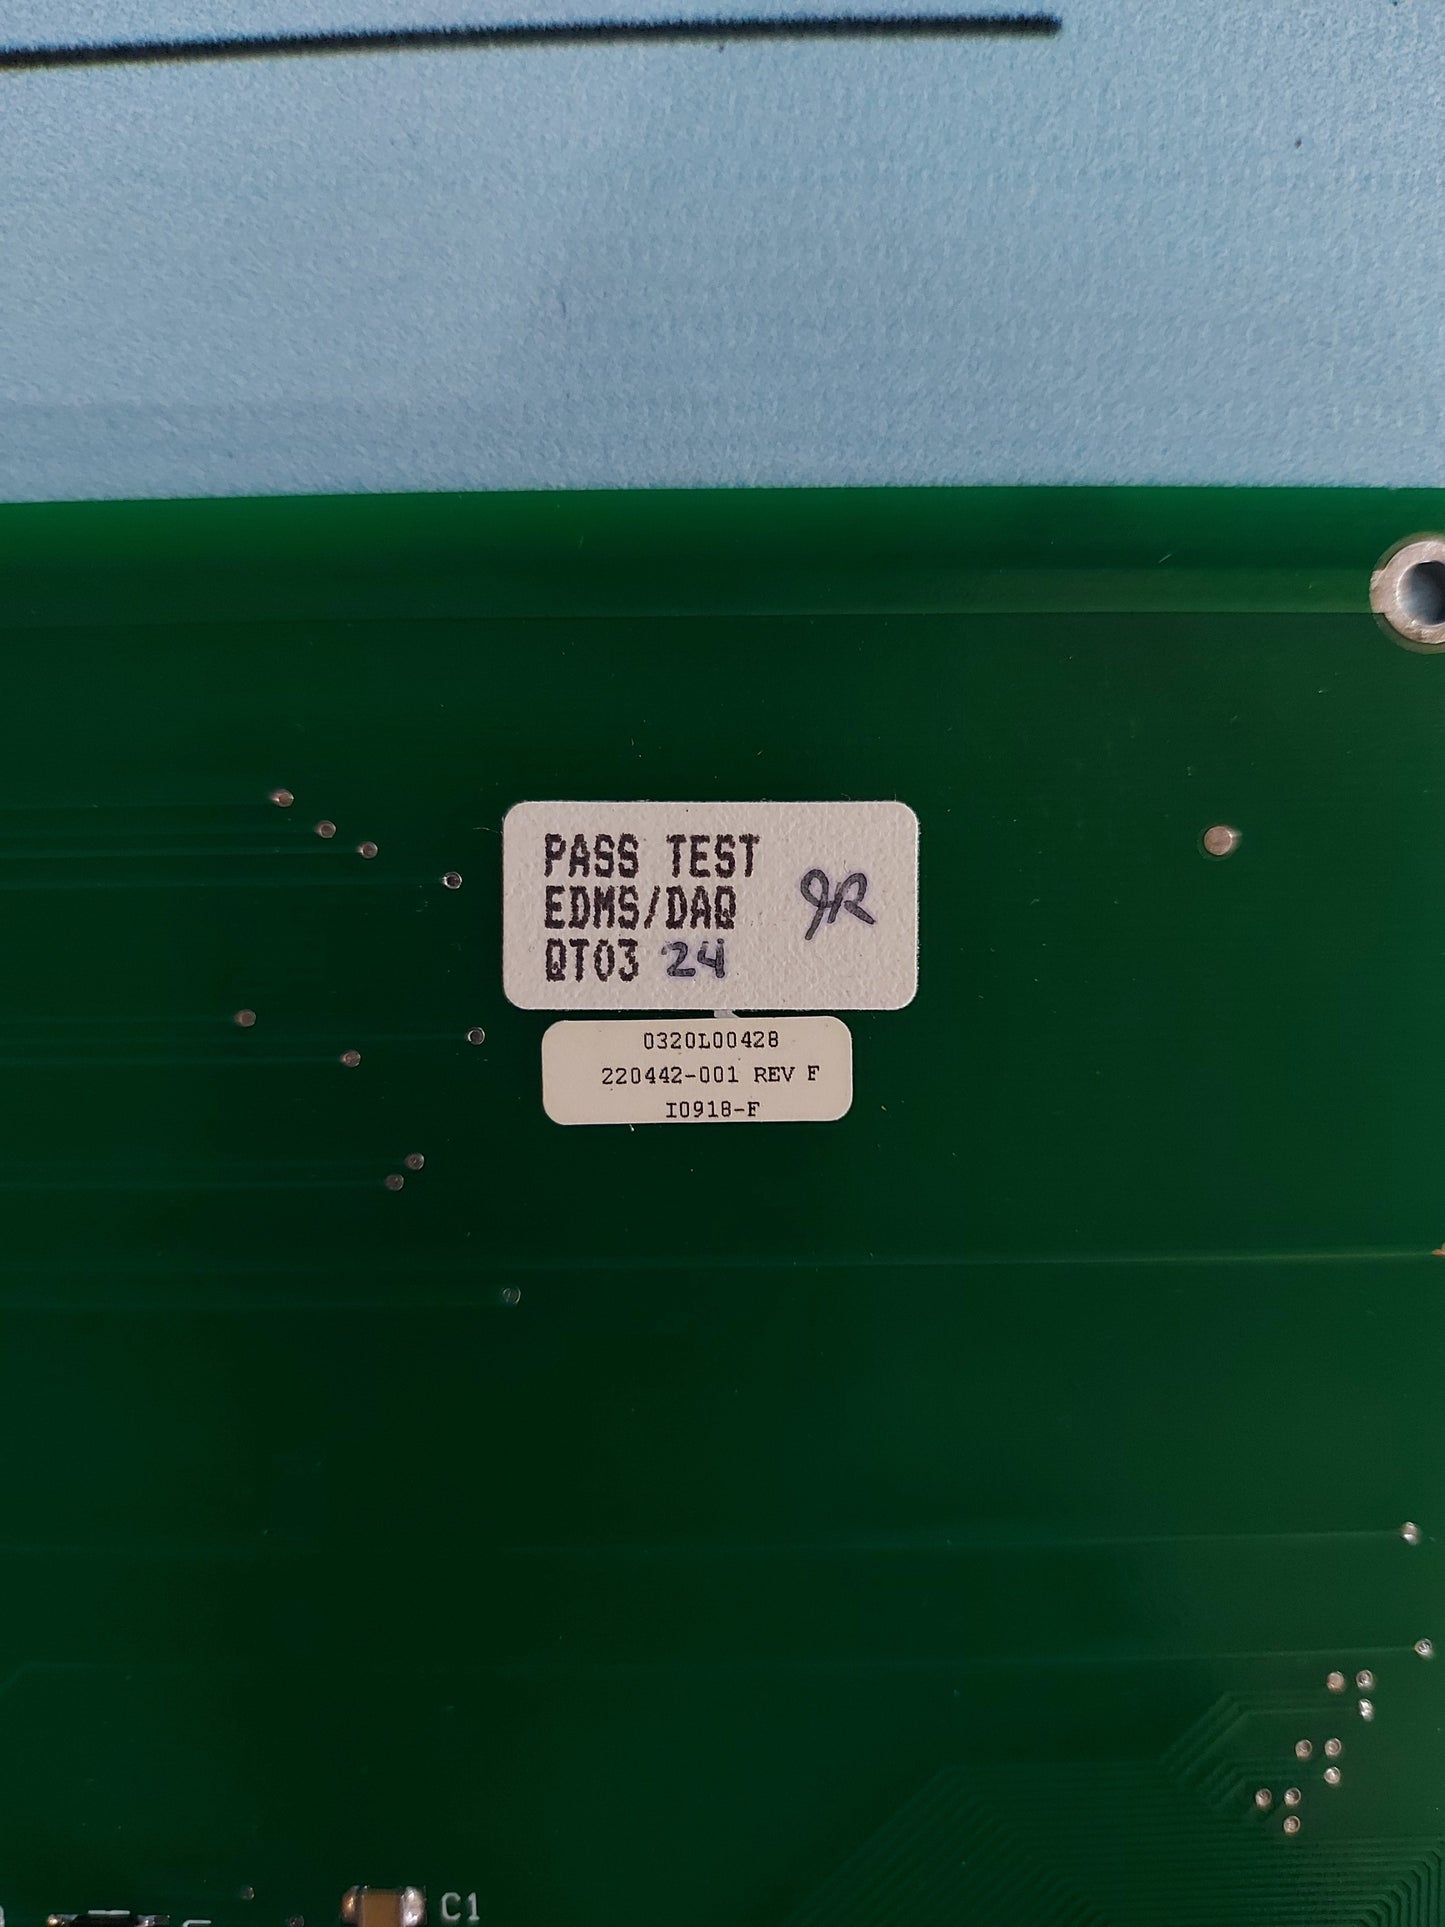 PASS TEST
EDMS/DAQ JR
QT03 24
0320L00428
220442-001 REV F
I0918-F
C1